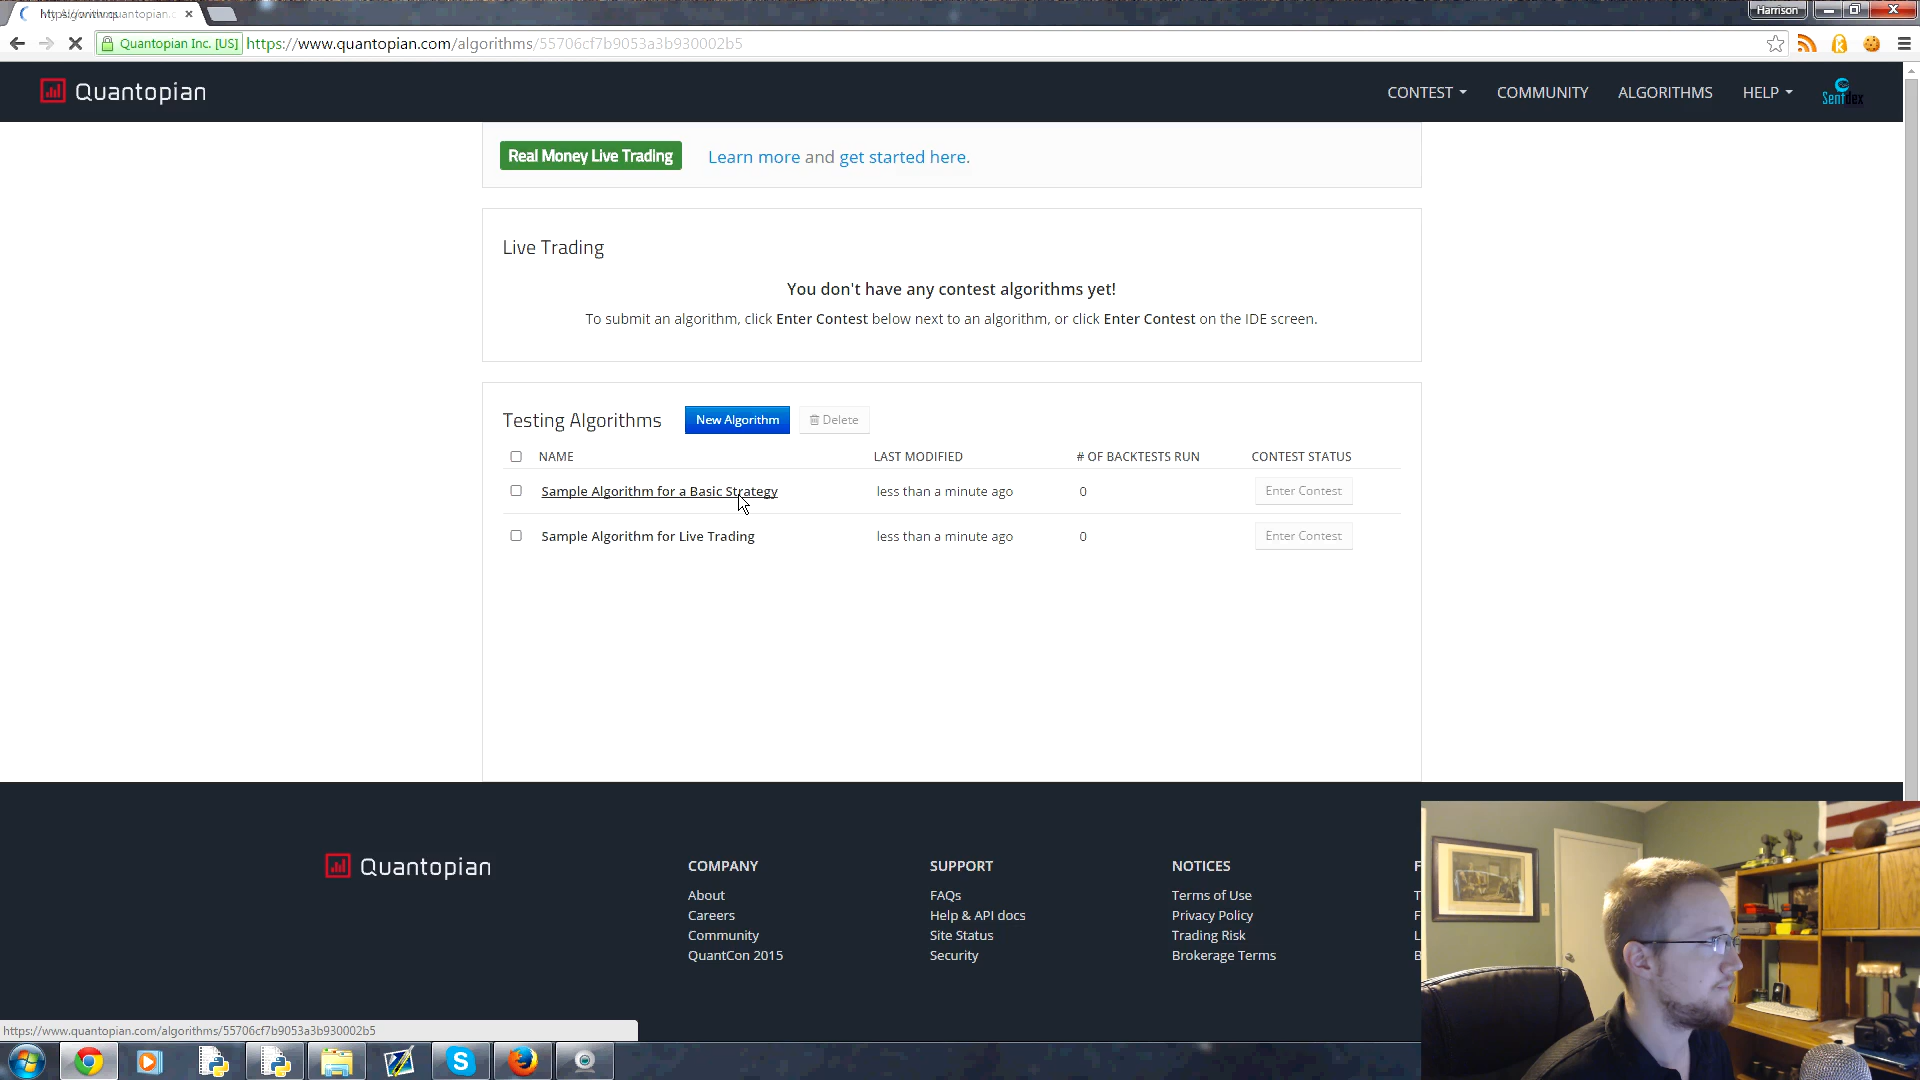 Harrison
Quantopian Inc. [US] https://www.quantopian.com/algorithms/55706cf7b9053a3b930002b5
Quantopian
CONTEST COMMUNITY ALGORITHMS HELP
Sentdex
Real Money Live Trading Learn more and get started here.
Live Trading
You don't have any contest algorithms yet!
To submit an algorithm, click Enter Contest below next to an algorithm, or click Enter Contest on the IDE screen.
Testing Algorithms New Algorithm Delete
NAME LAST MODIFIED # OF BACKTESTS RUN CONTEST STATUS
Sample Algorithm for a Basic Strategy less than a minute ago 0 Enter Contest
Sample Algorithm for Live Trading less than a minute ago 0 Enter Contest
Quantopian
COMPANY SUPPORT NOTICES
About FAQs Terms of Use
Careers Help & API docs Privacy Policy
Community Site Status Trading Risk
QuantCon 2015 Security Brokerage Terms
https://www.quantopian.com/algorithms/55706cf7b9053a3b930002b5